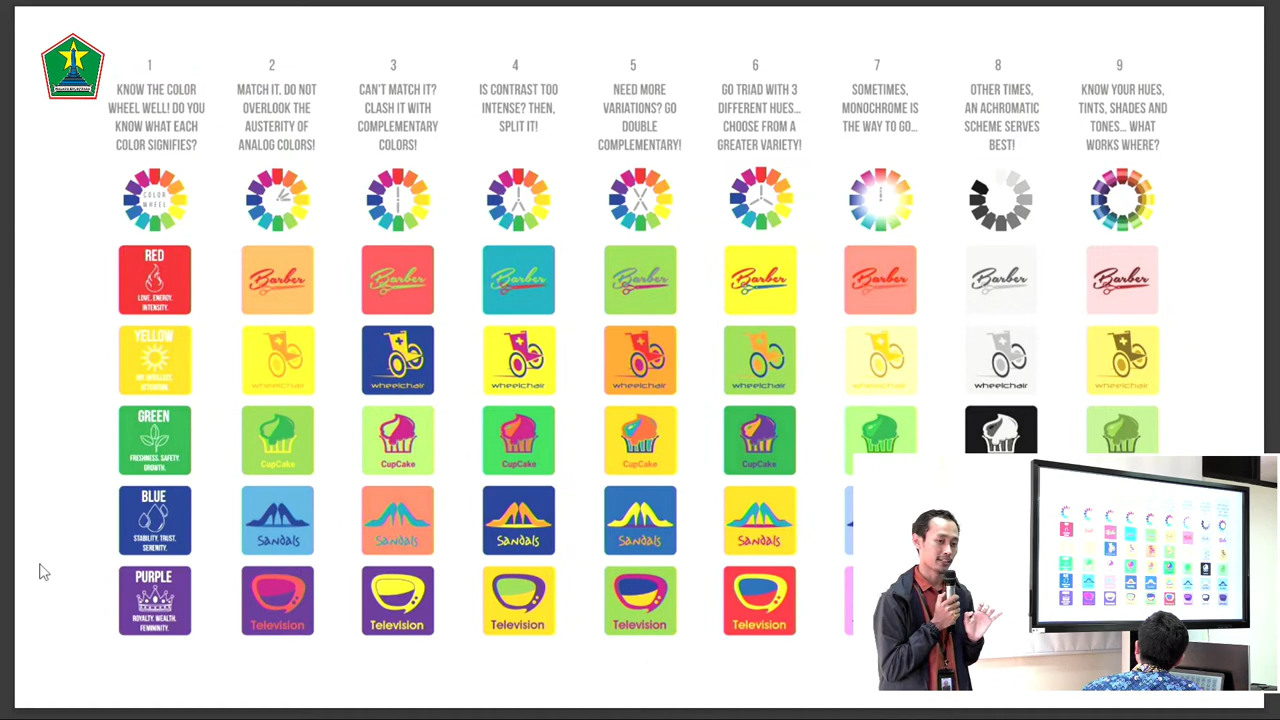 1
KNOW THE COLOR
WHEEL WELL! DO YOU
KNOW WHAT EACH
COLOR SIGNIFIES?
2
MATCH IT. DO NOT
OVERLOOK THE
AUSTERITY OF
ANALOG COLORS!
3
CAN'T MATCH IT?
CLASH IT WITH
COMPLEMENTARY
COLORS!
4
IS CONTRAST TOO
INTENSE? THEN,
SPLIT IT!
5
NEED MORE
VARIATIONS? GO
DOUBLE
COMPLEMENTARY!
6
GO TRIAD WITH 3
DIFFERENT HUES...
CHOOSE FROM A
GREATER VARIETY!
7
SOMETIMES,
MONOCHROME IS
THE WAY TO GO...
8
OTHER TIMES,
AN ACHROMATIC
SCHEME SERVES
BEST!
9
KNOW YOUR HUES,
TINTS, SHADES AND
TONES... WHAT
WORKS WHERE?
COLOR
WHEEL
RED
LOVE. ENERGY.
INTENSITY.
Barber
Barber
Barber
Barber
Barber
Barber
Barber
Barber
YELLOW
wheelchair
wheelchair
wheelchair
wheelchair
wheelchair
wheelchair
wheelchair
wheelchair
GREEN
FRESHNESS. SAFETY.
GROWTH.
CupCake
CupCake
CupCake
CupCake
CupCake
BLUE
STABILITY. TRUST.
SERENITY.
Sandals
Sandals
Sandals
Sandals
Sandals
PURPLE
ROYALTY. WEALTH.
FEMININITY.
Television
Television
Television
Television
Television